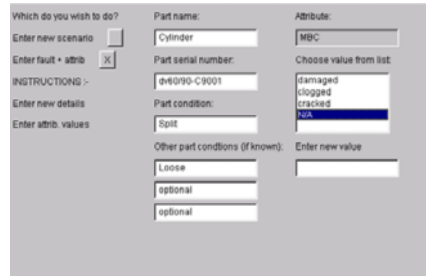 Which do you wish to do?
Enter new scenario
Enter fault + attrib X
INSTRUCTIONS :-
Enter new details
Enter attrib. values
Part name:
Cylinder
Part serial number:
dv60/90-C9001
Part condition:
Split
Other part condtions (if known):
Loose
optional
optional
Attribute:
MBC
Choose value from list:
damaged
clogged
cracked
N/A
Enter new value